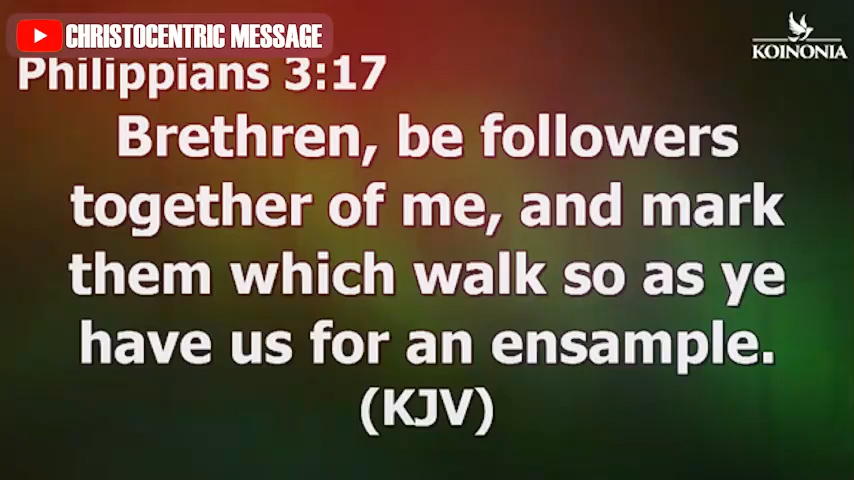 CHRISTOCENTRIC MESSAGE
KOINONIA
Philippians 3:17
Brethren, be followers
together of me, and mark
them which walk so as ye
have us for an ensample.
(KJV)